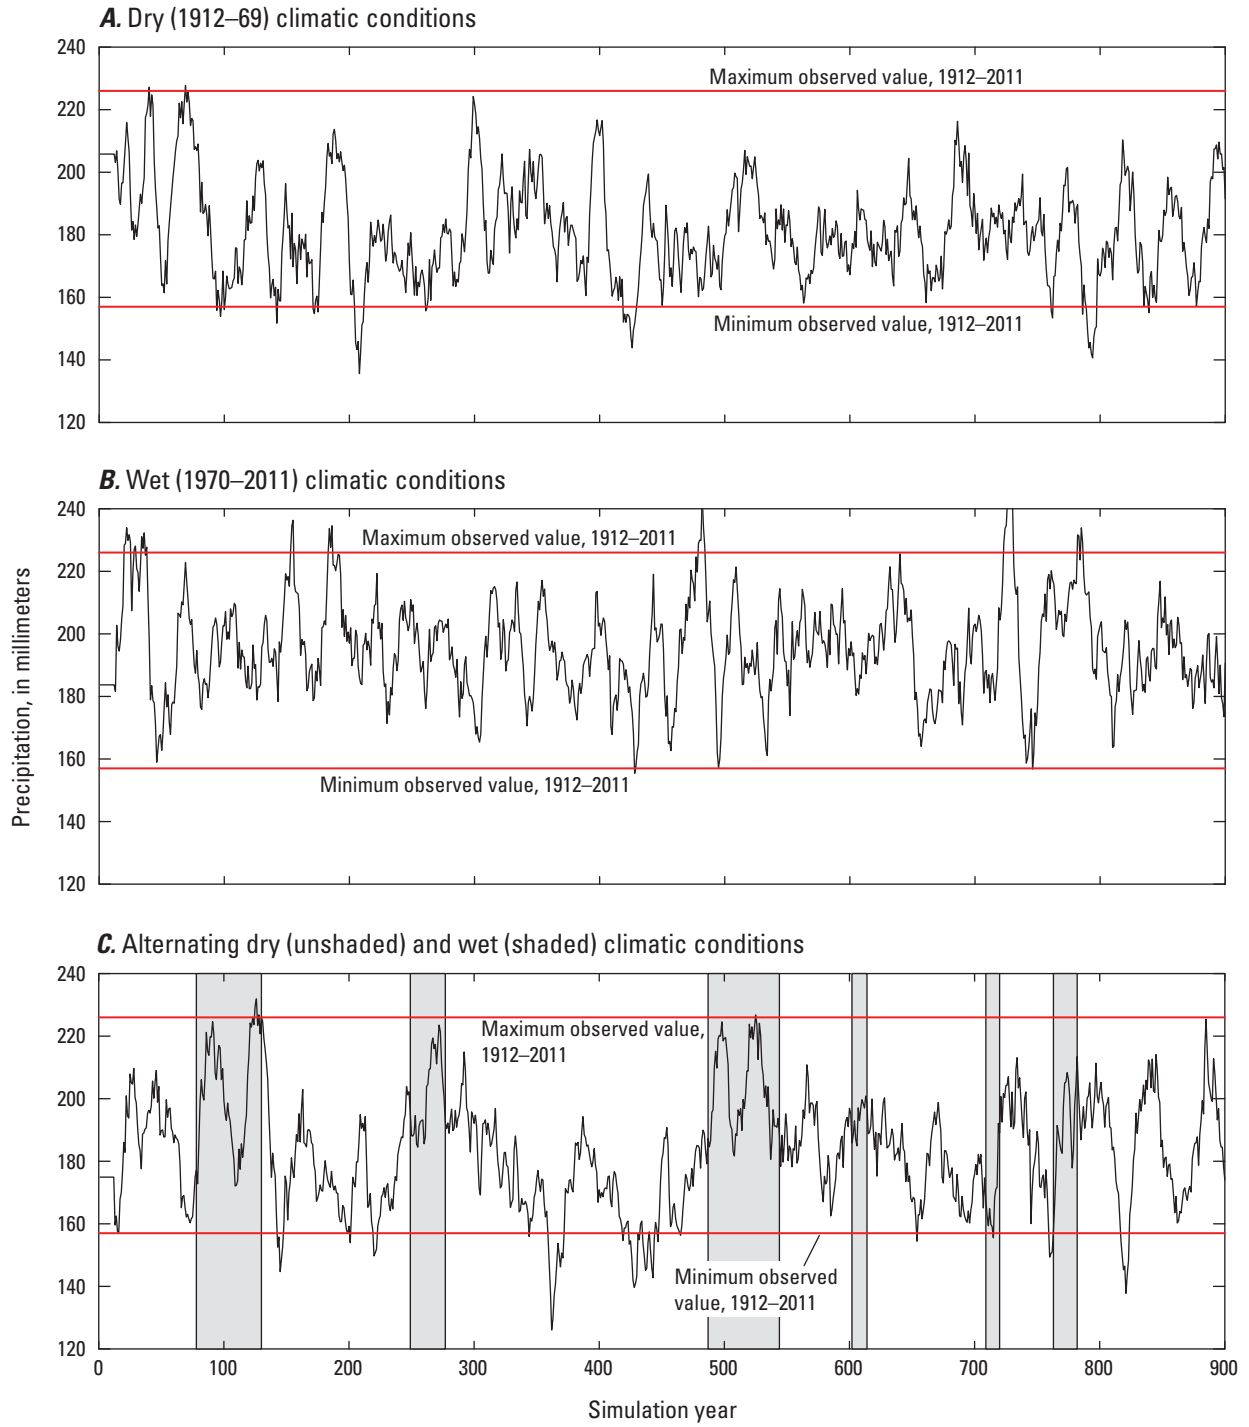 A. Dry (1912–69) climatic conditions
240
220
200
180
160
140
120
Maximum observed value, 1912–2011
Minimum observed value, 1912–2011
B. Wet (1970–2011) climatic conditions
240
220
200
180
160
140
120
Maximum observed value, 1912–2011
Minimum observed value, 1912–2011
Precipitation, in millimeters
C. Alternating dry (unshaded) and wet (shaded) climatic conditions
240
220
200
180
160
140
120
Maximum observed value,
1912–2011
Minimum observed
value, 1912–2011
0 100 200 300 400 500 600 700 800 900
Simulation year